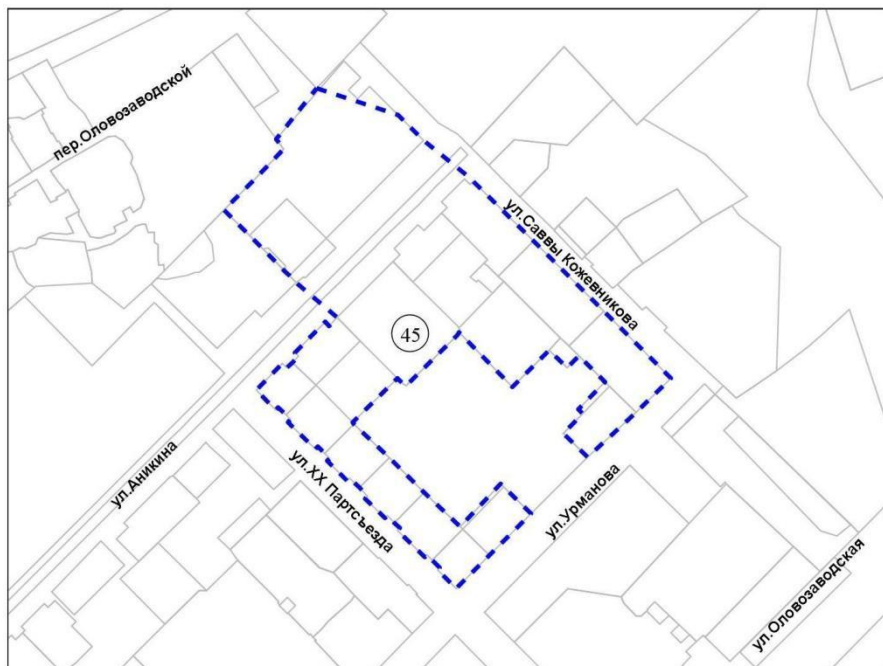 пер.Оловозаводской
ул.Саввы Кожевникова
45
ул.Аникина
ул.XX Партсъезда
ул.Урманова
ул.Оловозаводская